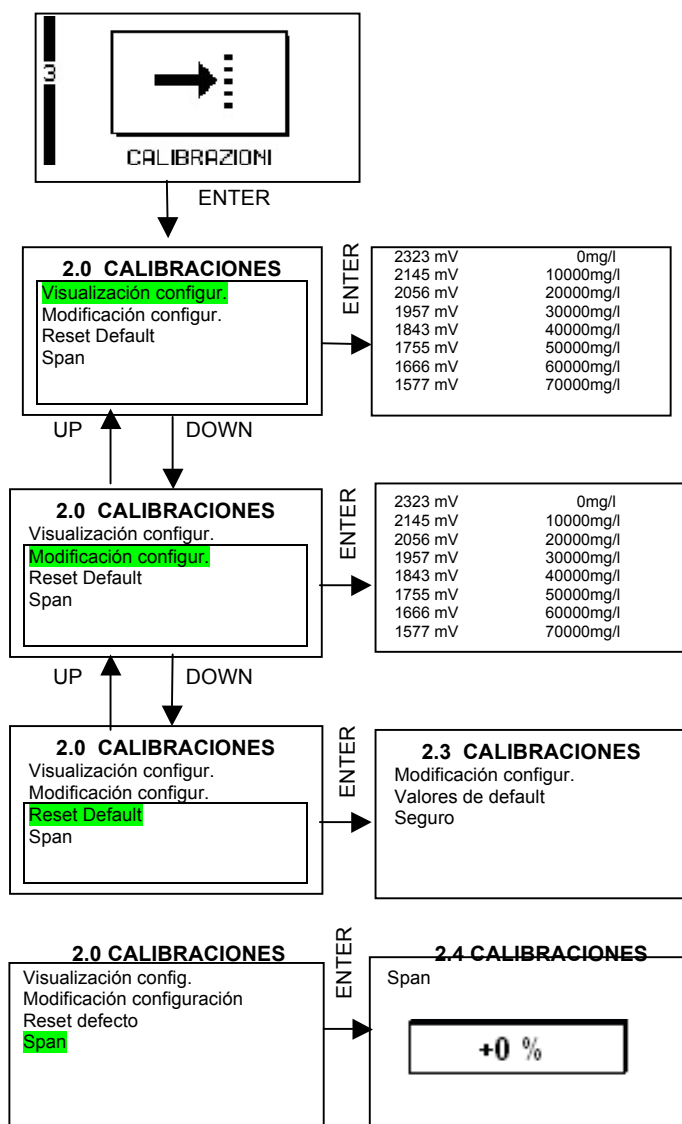 3
CALIBRAZIONI
ENTER
2.0 CALIBRACIONES
Visualización configur.
Modificación configur.
Reset Default
Span
ENTER
2323 mV 0mg/l
2145 mV 10000mg/l
2056 mV 20000mg/l
1957 mV 30000mg/l
1843 mV 40000mg/l
1755 mV 50000mg/l
1666 mV 60000mg/l
1577 mV 70000mg/l
UP DOWN
2.0 CALIBRACIONES
Visualización configur.
Modificación configur.
Reset Default
Span
ENTER
2323 mV 0mg/l
2145 mV 10000mg/l
2056 mV 20000mg/l
1957 mV 30000mg/l
1843 mV 40000mg/l
1755 mV 50000mg/l
1666 mV 60000mg/l
1577 mV 70000mg/l
UP DOWN
2.0 CALIBRACIONES
Visualización configur.
Modificación configur.
Reset Default
Span
ENTER
2.3 CALIBRACIONES
Modificación configur.
Valores de default
Seguro
2.0 CALIBRACIONES
Visualización config.
Modificación configuración
Reset defecto
Span
ENTER
2.4 CALIBRACIONES
Span
+0 %